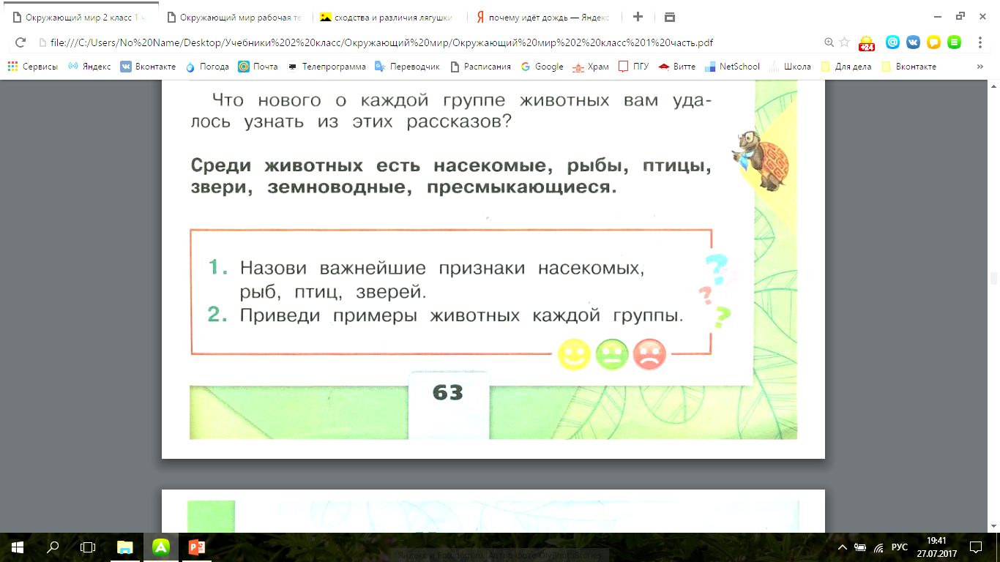 Окружающий мир 2 класс 1 ч
Окружающий мир рабочая те
сходства и различия лягушки
почему идёт дождь — Яндекс
file:///C:/Users/No%20Name/Desktop/Учебники%202%20класс/Окружающий%20мир/Окружающий%20мир%202%20класс%201%20часть.pdf
+24
Сервисы Яндекс Вконтакте Погода Почта Телепрограмма Переводчик Расписания Google Храм ПГУ Витте NetSchool Школа Для дела Вконтакте »
Что нового о каждой группе животных вам уда-
лось узнать из этих рассказов?
Среди животных есть насекомые, рыбы, птицы,
звери, земноводные, пресмыкающиеся.
1. Назови важнейшие признаки насекомых,
рыб, птиц, зверей.
2. Приведи примеры животных каждой группы.
? ? ?
63
РУС
19:41
27.07.2017